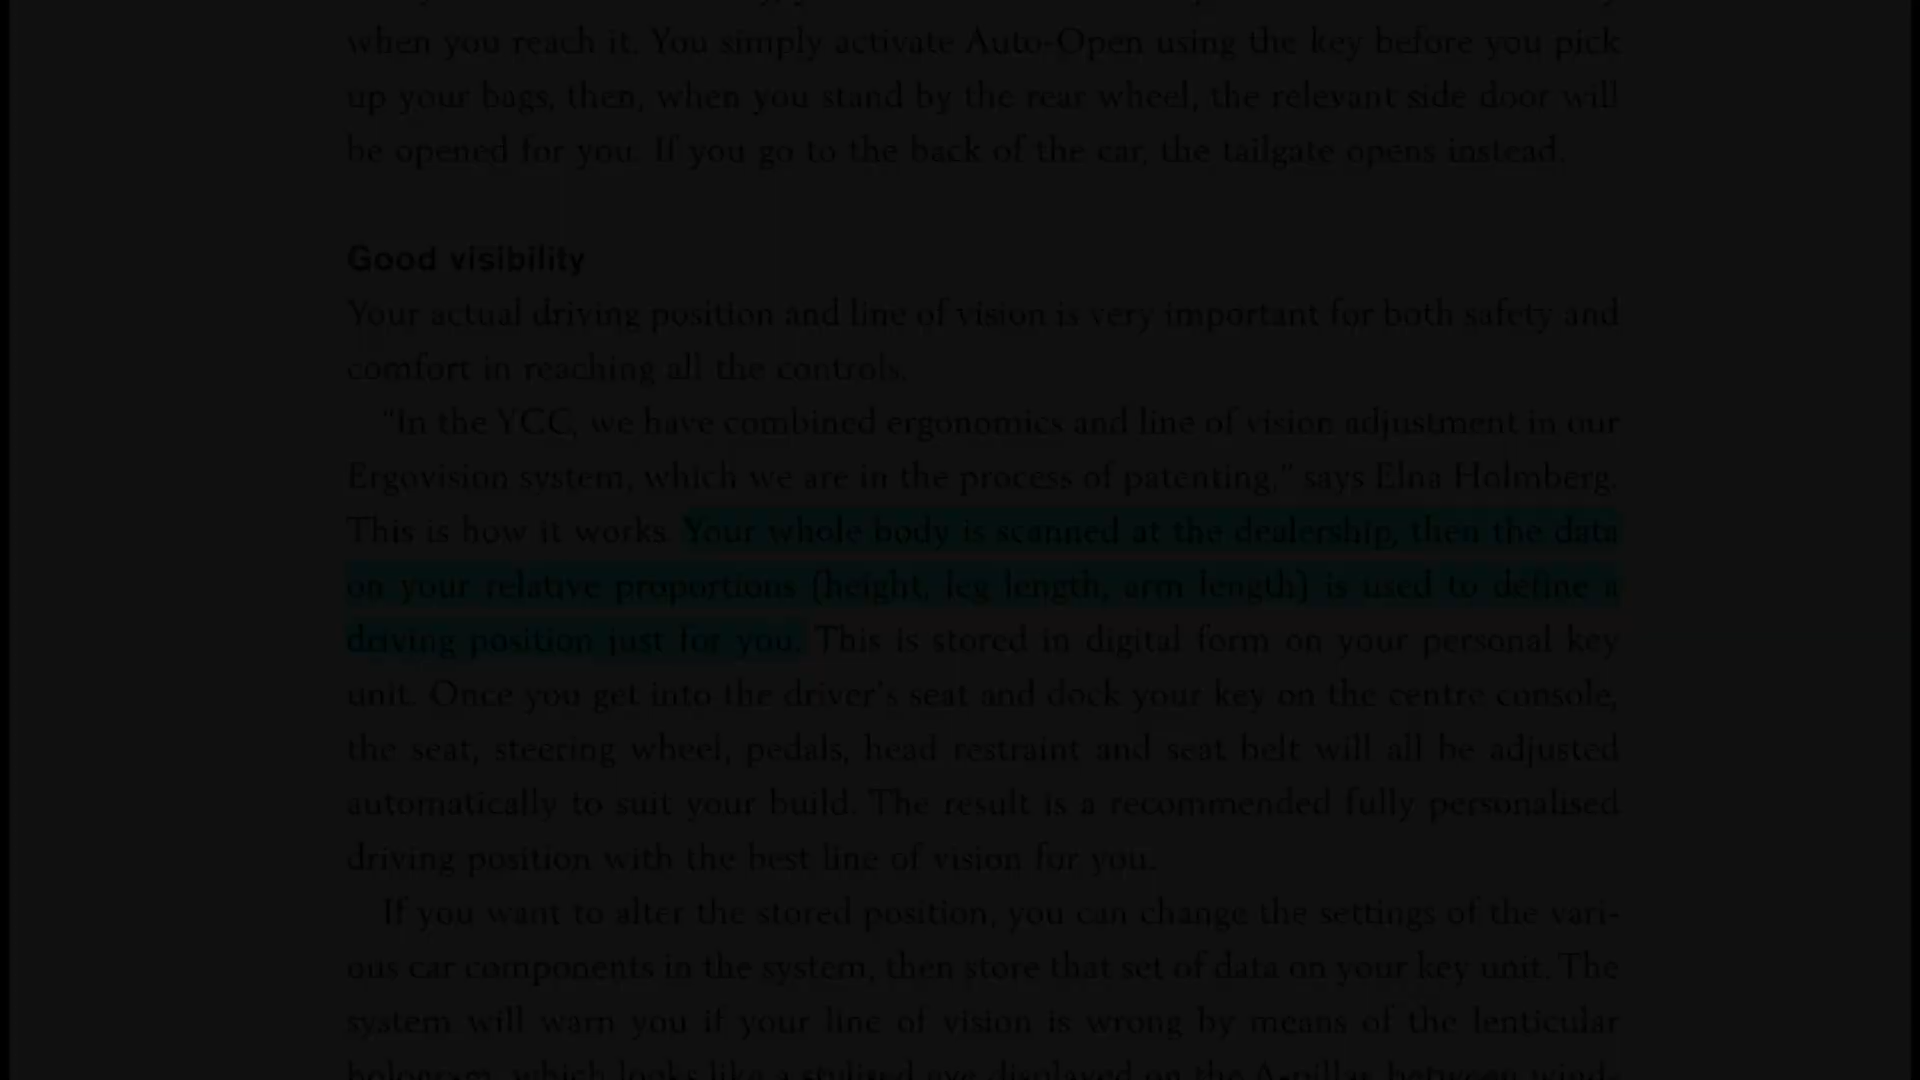 when you reach it. You simply activate Auto-Open using the key before you pick
up your bags, then, when you stand by the rear wheel, the relevant side door will
be opened for you. If you go to the back of the car, the tailgate opens instead.
Good visibility
Your actual driving position and line of vision is very important for both safety and
comfort in reaching all the controls.
"In the YCC, we have combined ergonomics and line of vision adjustment in our
Ergovision system, which we are in the process of patenting," says Elna Holmberg.
This is how it works. Your whole body is scanned at the dealership, then the data
on your relative proportions (height, leg length, arm length) is used to define a
driving position just for you. This is stored in digital form on your personal key
unit. Once you get into the driver's seat and dock your key on the centre console,
the seat, steering wheel, pedals, head restraint and seat belt will all be adjusted
automatically to suit your build. The result is a recommended fully personalised
driving position with the best line of vision for you.
If you want to alter the stored position, you can change the settings of the vari-
ous car components in the system, then store that set of data on your key unit. The
system will warn you if your line of vision is wrong by means of the lenticular
hologram, which looks like a stylised eye displayed on the A-pillar between wind-